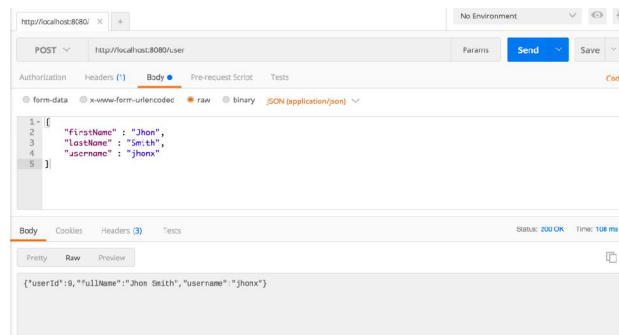 http://localhost:8080/ × +
No Environment
POST http://localhost:8080/user Params Send Save
Authorization Headers (1) Body Pre-request Script Tests
form-data x-www-form-urlencoded raw binary JSON (application/json)
1 {
2 "firstName" : "Jhon",
3 "lastName" : "Smith",
4 "username" : "jhonx"
5 }
Body Cookies Headers (3) Tests Status: 200 OK Time: 108 ms
Pretty Raw Preview
{"userId":9,"fullName":"Jhon Smith","username":"jhonx"}